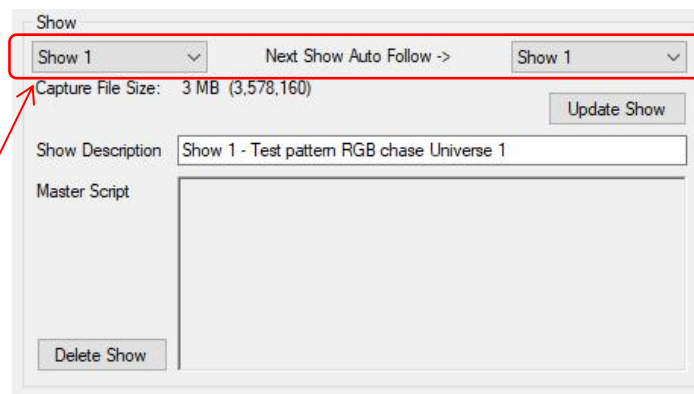 Show
Show 1 Next Show Auto Follow -> Show 1
Capture File Size: 3 MB (3,578,160)
Update Show
Show Description Show 1 - Test pattern RGB chase Universe 1
Master Script
Delete Show